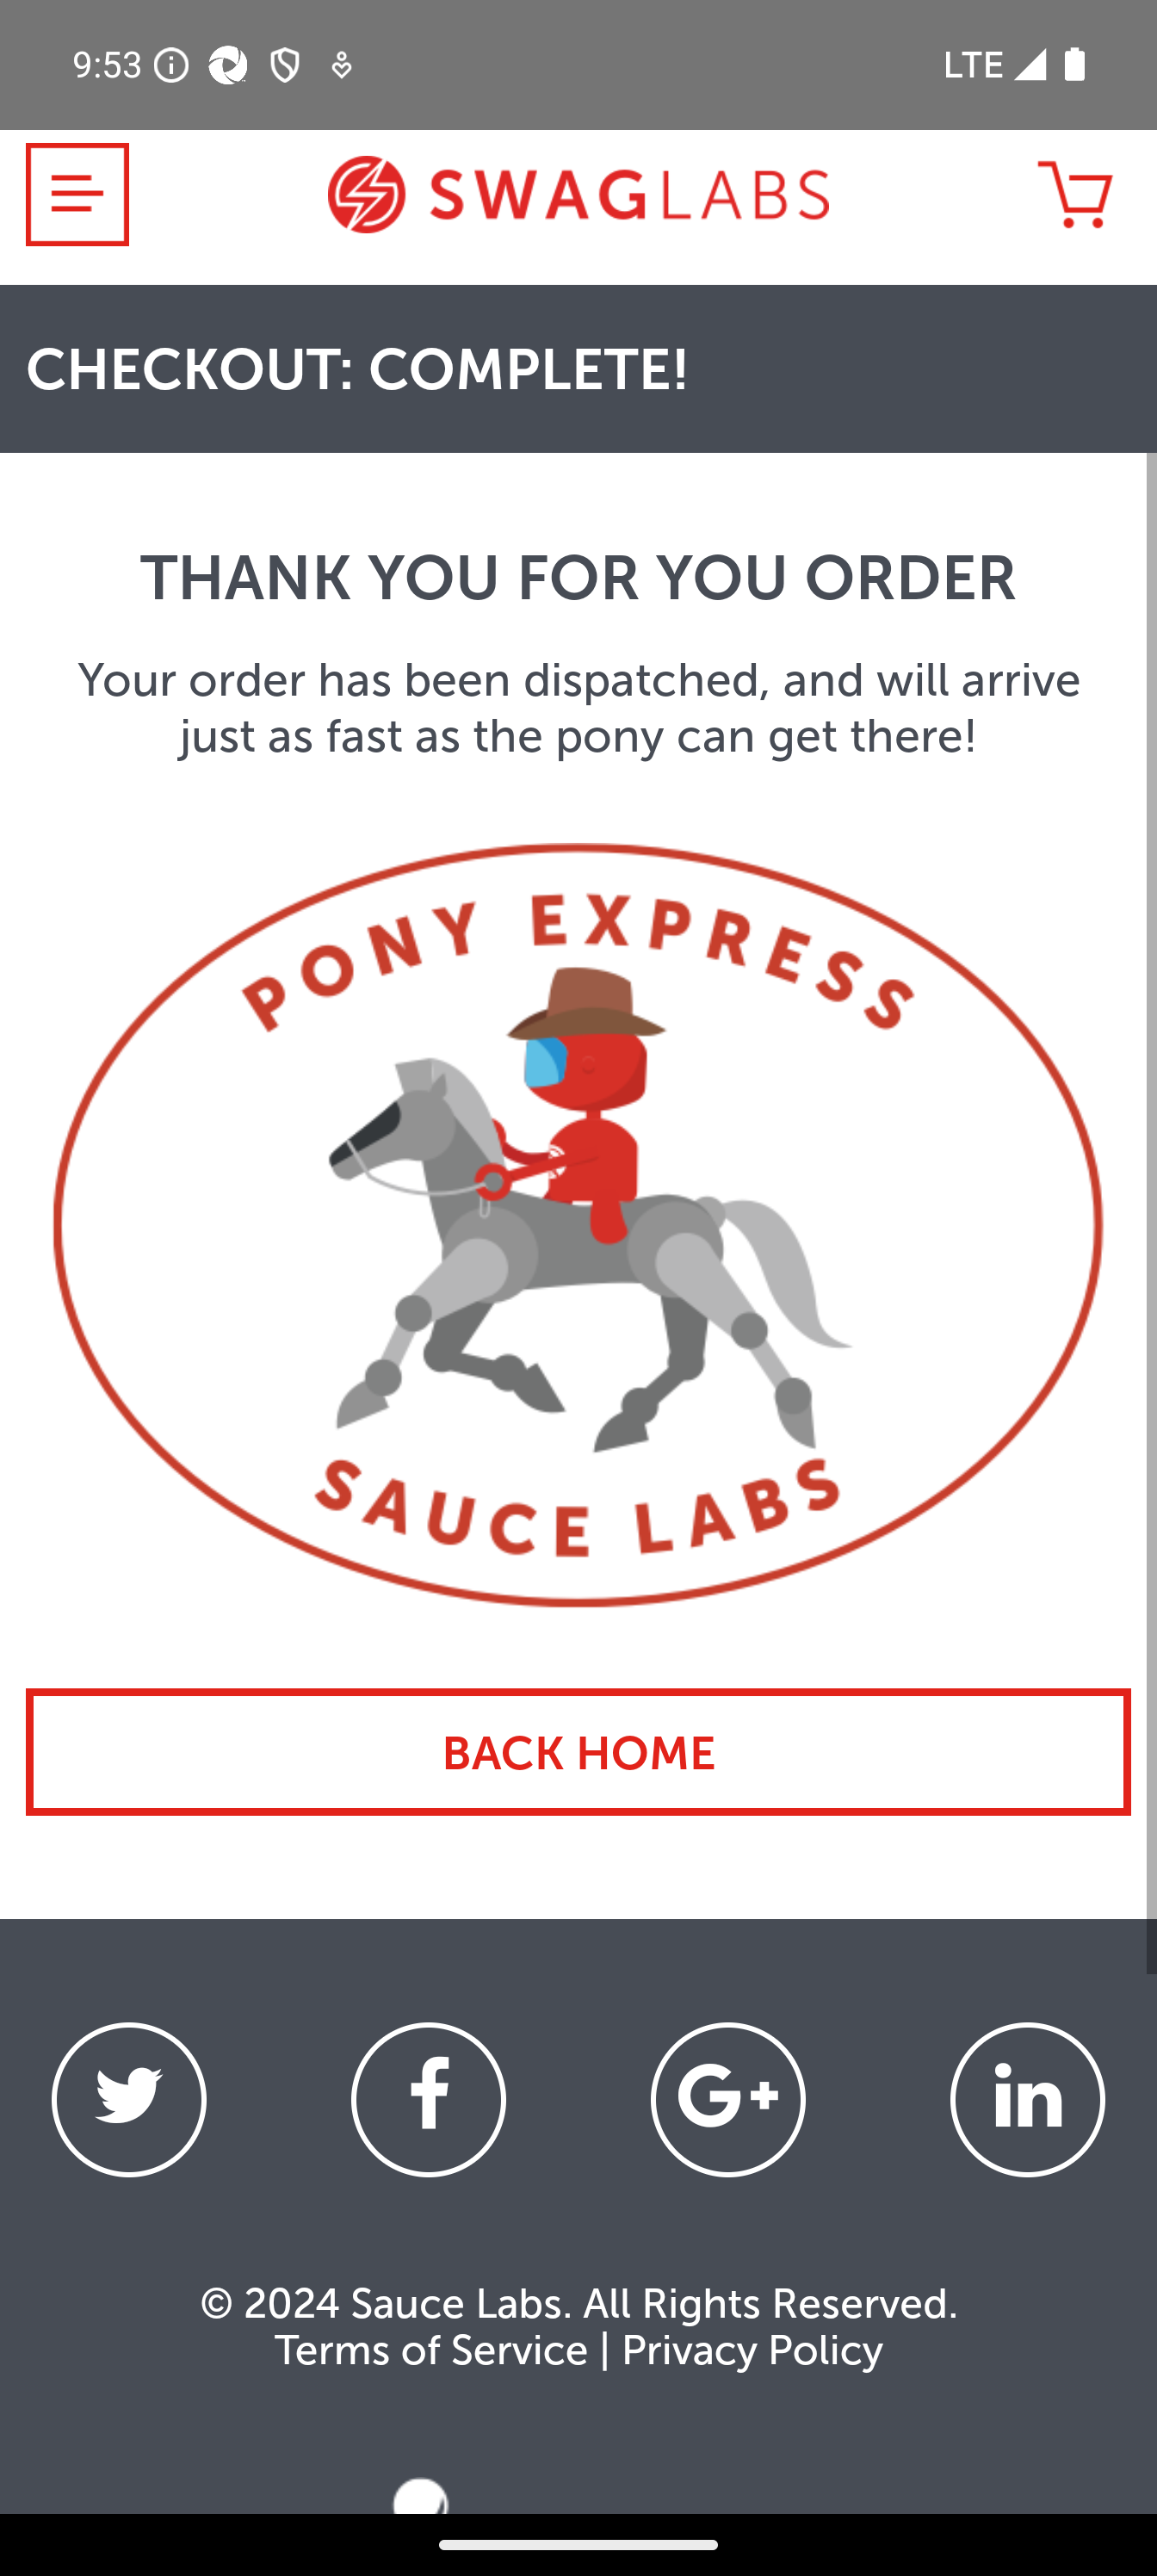 9:53
LTE
SWAGLABS
CHECKOUT: COMPLETE!
THANK YOU FOR YOU ORDER
Your order has been dispatched, and will arrive
just as fast as the pony can get there!
PONY EXPRESS
SAUCE LABS
BACK HOME
f
G+
in
© 2024 Sauce Labs. All Rights Reserved.
Terms of Service | Privacy Policy